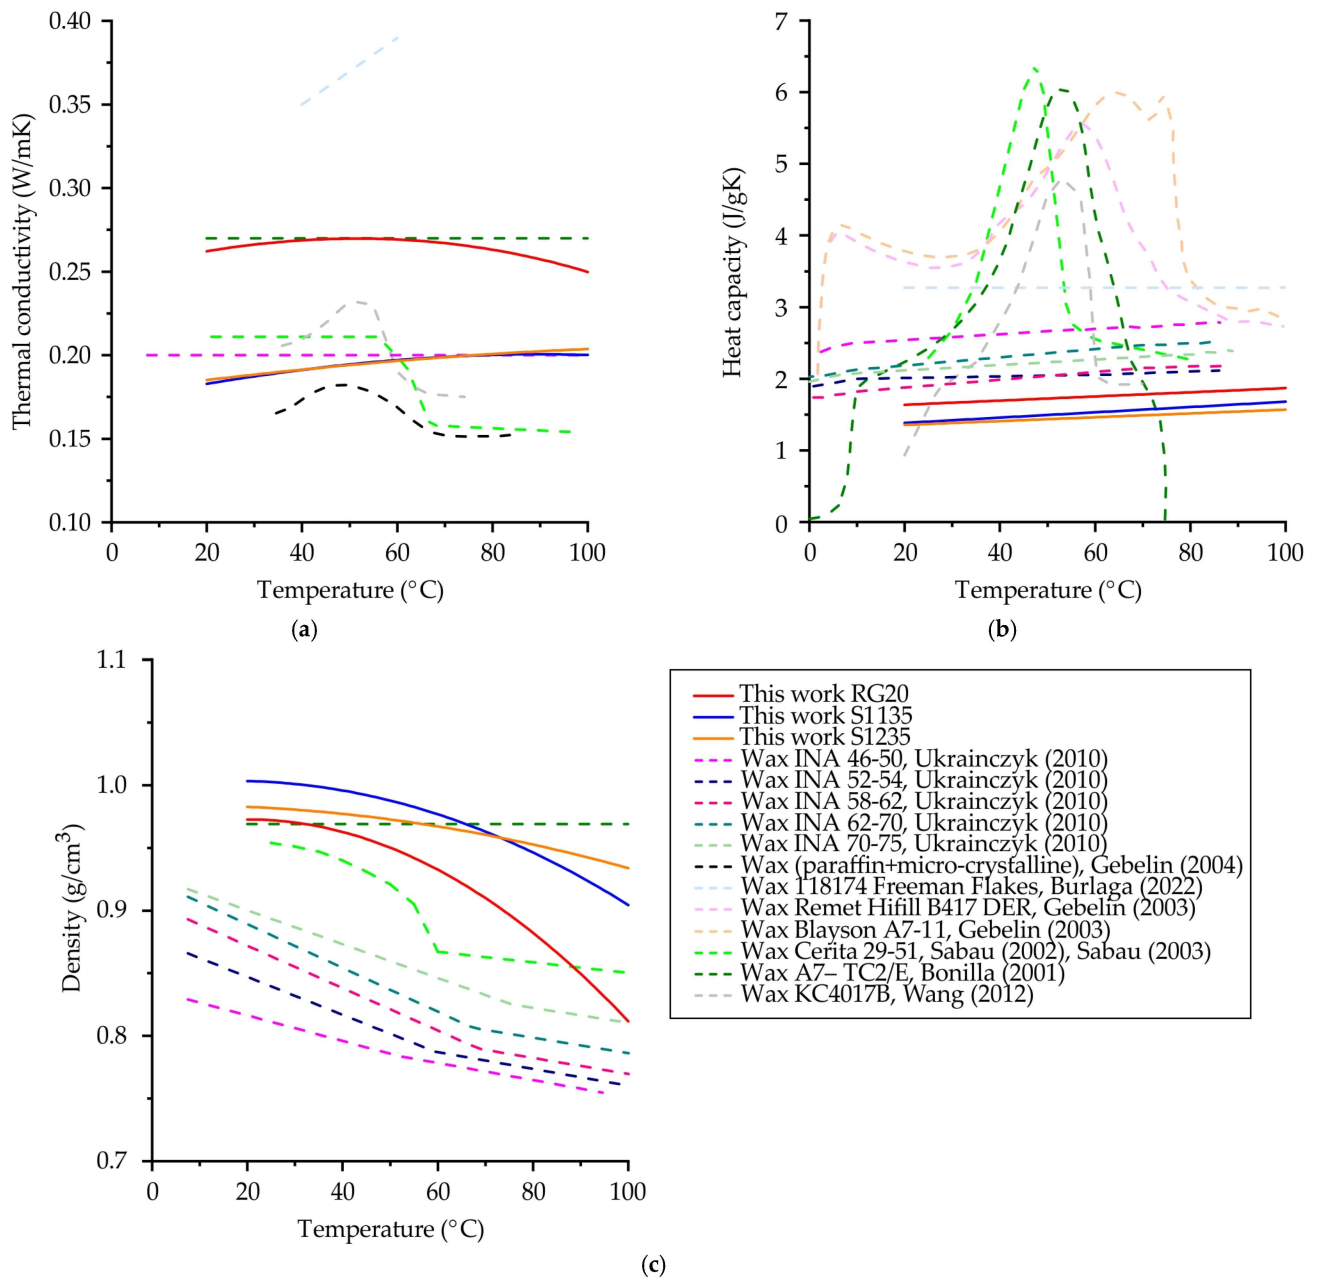 0.40
0.35
0.30
0.25
0.20
0.15
0.10
Thermal conductivity (W/mK)
0 20 40 60 80 100
Temperature (°C)
(a)
7
6
5
4
3
2
1
0
Heat capacity (J/gK)
0 20 40 60 80 100
Temperature (°C)
(b)
1.1
1.0
0.9
0.8
0.7
Density (g/cm³)
0 20 40 60 80 100
Temperature (°C)
This work RG20
This work S1135
This work S1235
Wax INA 46-50, Ukrainczyk (2010)
Wax INA 52-54, Ukrainczyk (2010)
Wax INA 58-62, Ukrainczyk (2010)
Wax INA 62-70, Ukrainczyk (2010)
Wax INA 70-75, Ukrainczyk (2010)
Wax (paraffin+micro-crystalline), Gebelin (2004)
Wax 118174 Freeman Flakes, Burlaga (2022)
Wax Remet Hifill B417 DER, Gebelin (2003)
Wax Blayson A7-11, Gebelin (2003)
Wax Cerita 29-51, Sabau (2002), Sabau (2003)
Wax A7– TC2/E, Bonilla (2001)
Wax KC4017B, Wang (2012)
(c)